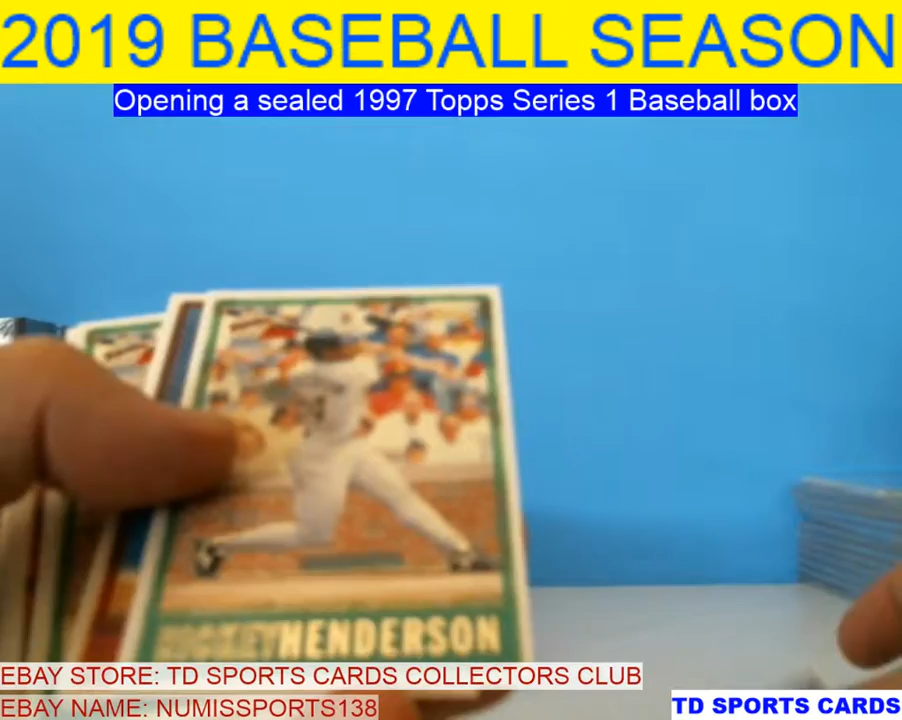 2019 BASEBALL SEASON
Opening a sealed 1997 Topps Series 1 Baseball box
HENDERSON
EBAY STORE: TD SPORTS CARDS COLLECTORS CLUB
EBAY NAME: NUMISSPORTS138
TD SPORTS CARDS